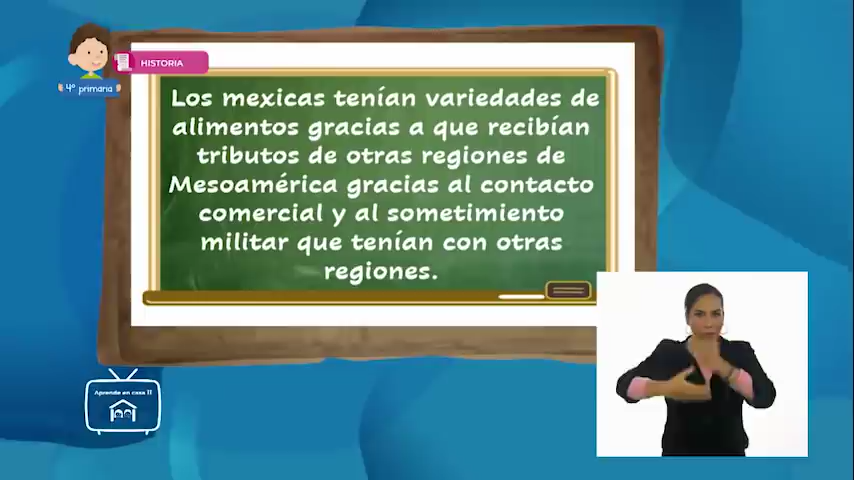 HISTORIA
4º primaria
Los mexicas tenían variedades de
alimentos gracias a que recibían
tributos de otras regiones de
Mesoamérica gracias al contacto
comercial y al sometimiento
militar que tenían con otras
regiones.
Aprende en casa II